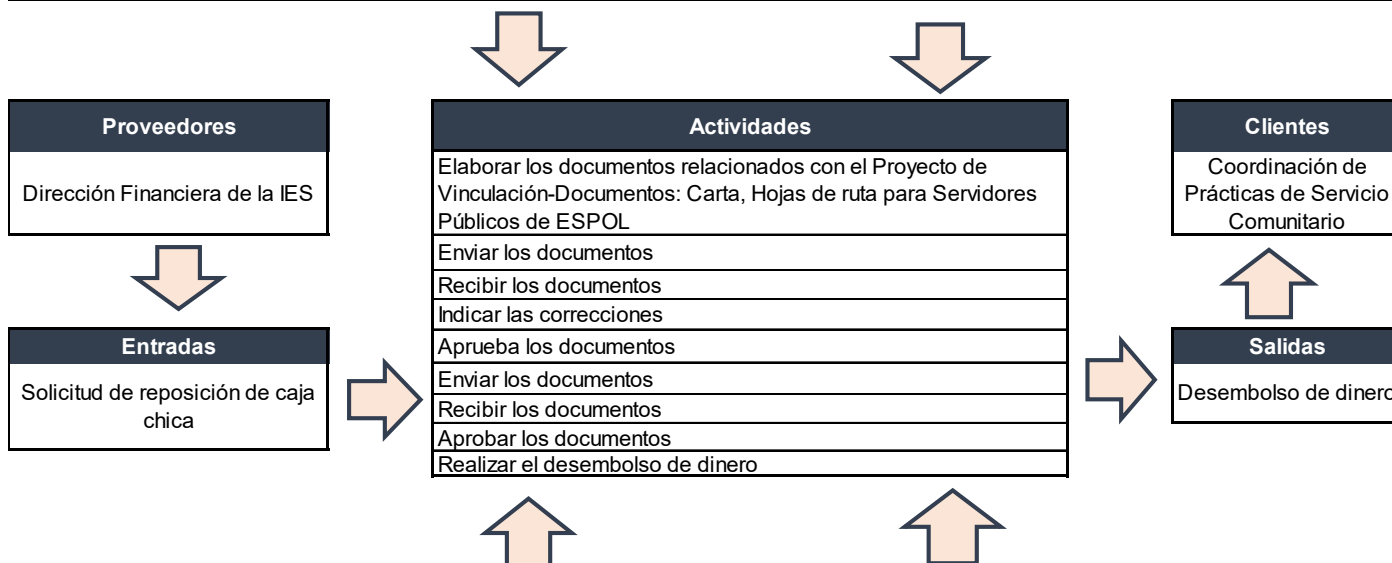 Proveedores
Dirección Financiera de la IES
Entradas
Solicitud de reposición de caja
chica
Actividades
Elaborar los documentos relacionados con el Proyecto de
Vinculación-Documentos: Carta, Hojas de ruta para Servidores
Públicos de ESPOL
Enviar los documentos
Recibir los documentos
Indicar las correcciones
Aprueba los documentos
Enviar los documentos
Recibir los documentos
Aprobar los documentos
Realizar el desembolso de dinero
Clientes
Coordinación de
Prácticas de Servicio
Comunitario
Salidas
Desembolso de dinero